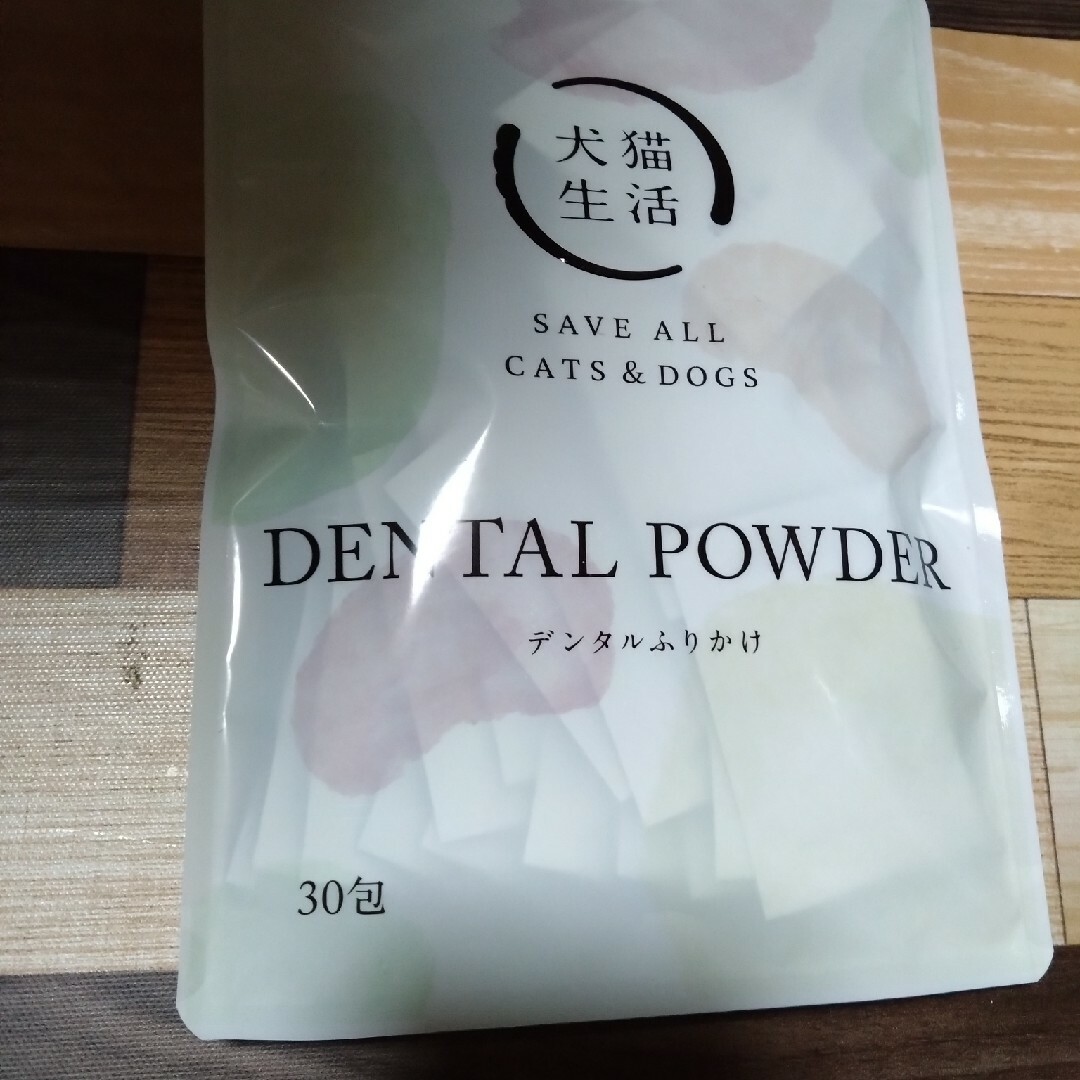 犬猫
生活
SAVE ALL
CATS & DOGS
DENTAL POWDER
デンタルふりかけ
30包